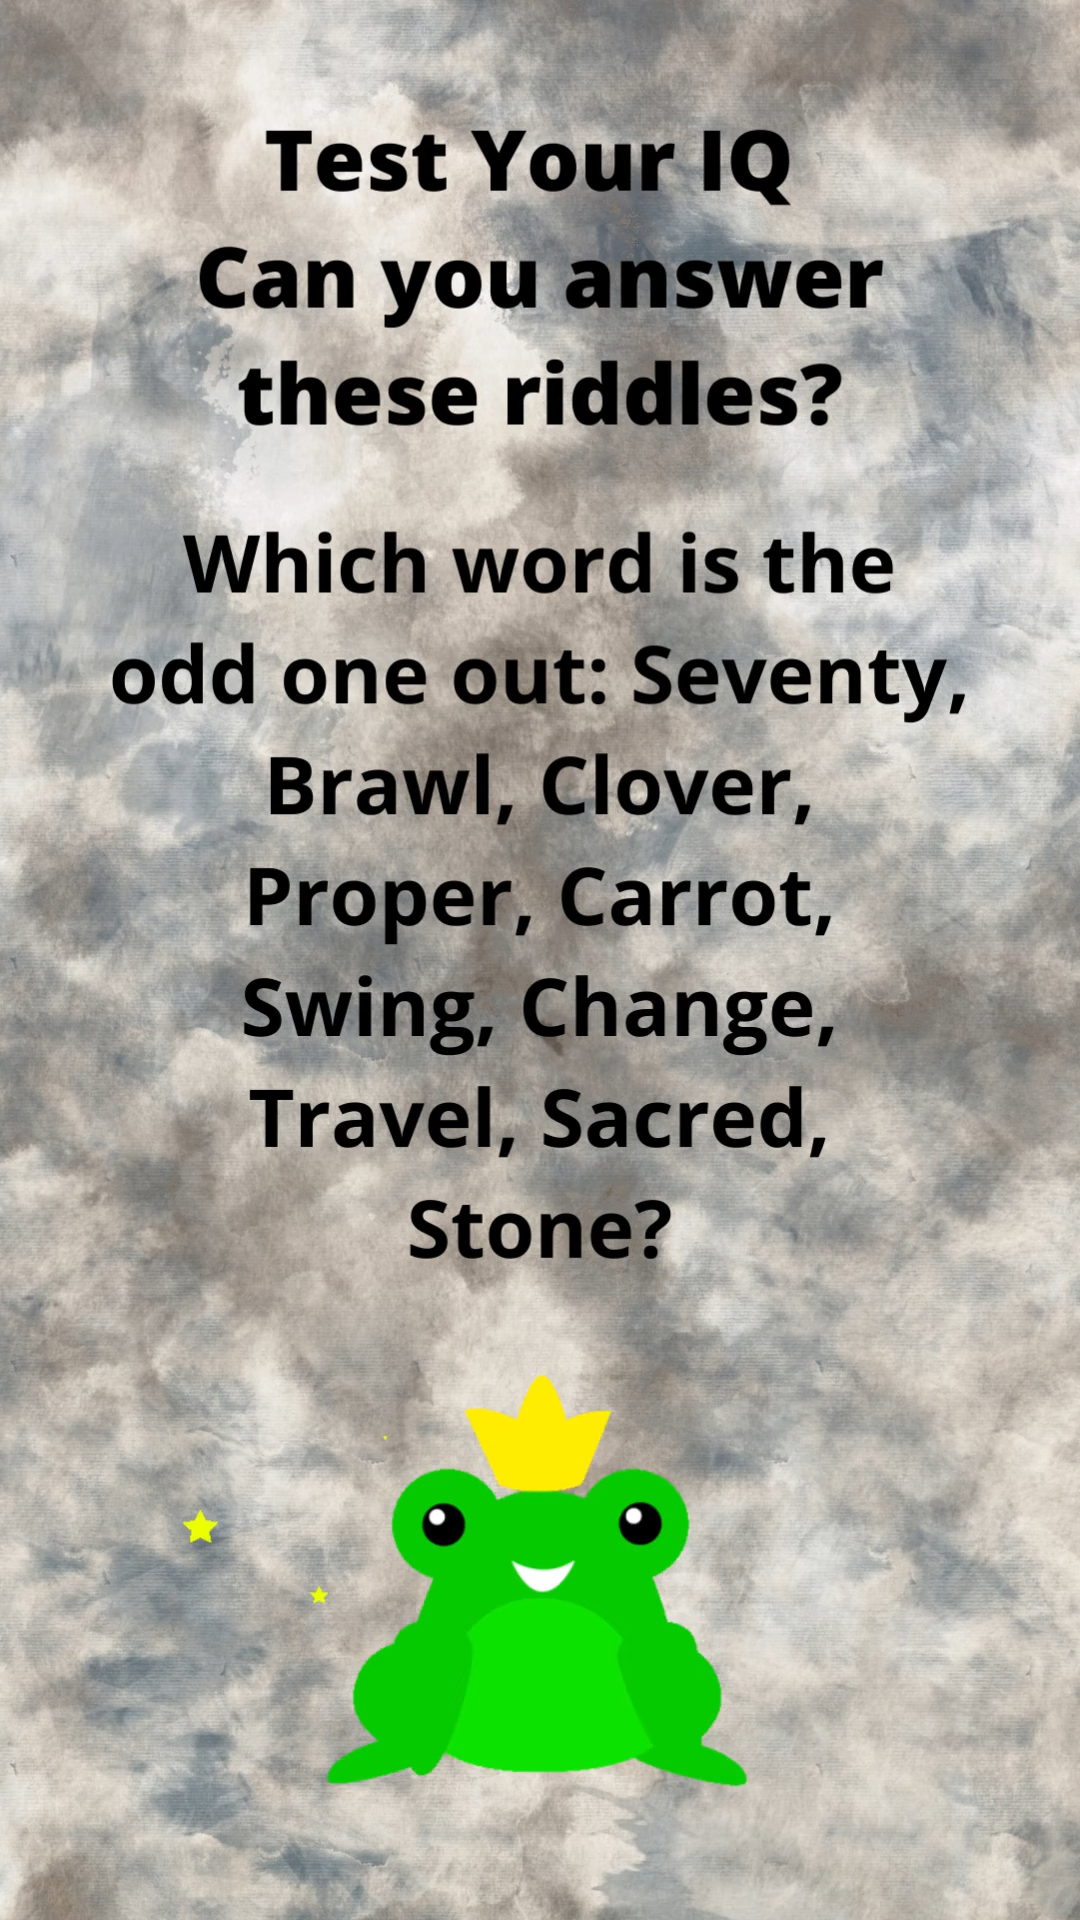 Test Your IQ
Can you answer
these riddles?
Which word is the
odd one out: Seventy,
Brawl, Clover,
Proper, Carrot,
Swing, Change,
Travel, Sacred,
Stone?